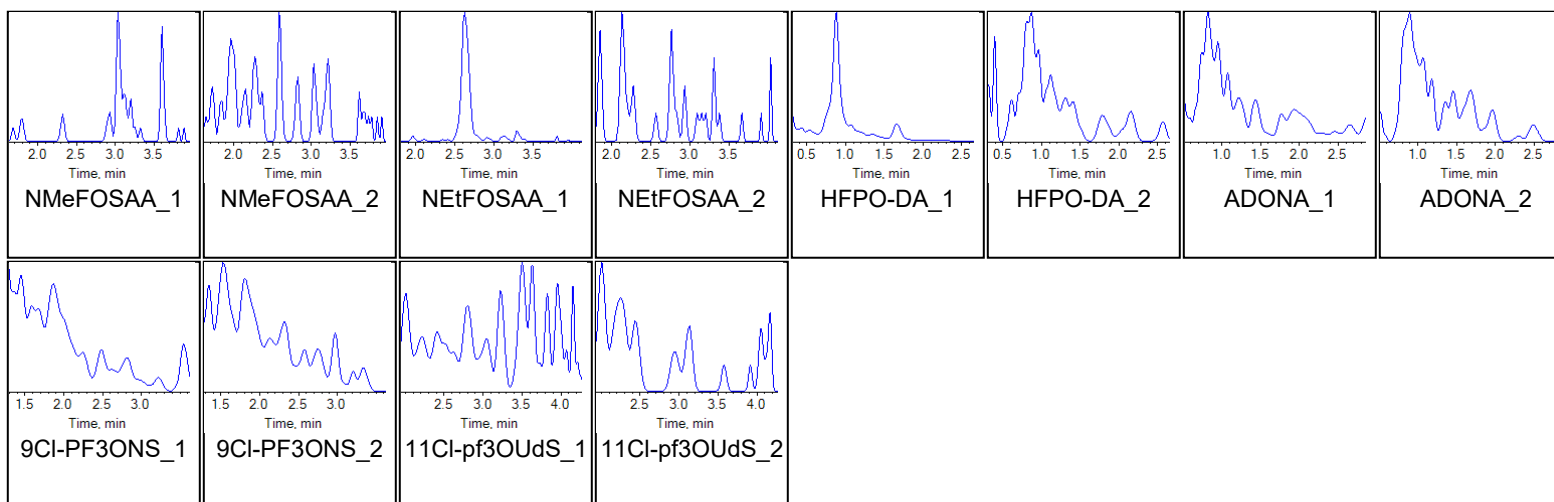 2.0 2.5 3.0 3.5
Time, min
NMeFOSAA_1
2.0 2.5 3.0 3.5
Time, min
NMeFOSAA_2
2.0 2.5 3.0 3.5
Time, min
NEtFOSAA_1
2.0 2.5 3.0 3.5
Time, min
NEtFOSAA_2
0.5 1.0 1.5 2.0 2.5
Time, min
HFPO-DA_1
0.5 1.0 1.5 2.0 2.5
Time, min
HFPO-DA_2
1.0 1.5 2.0 2.5
Time, min
ADONA_1
1.0 1.5 2.0 2.5
Time, min
ADONA_2
1.5 2.0 2.5 3.0
Time, min
9Cl-PF3ONS_1
1.5 2.0 2.5 3.0
Time, min
9Cl-PF3ONS_2
2.5 3.0 3.5 4.0
Time, min
11Cl-pf3OUdS_1
2.5 3.0 3.5 4.0
Time, min
11Cl-pf3OUdS_2